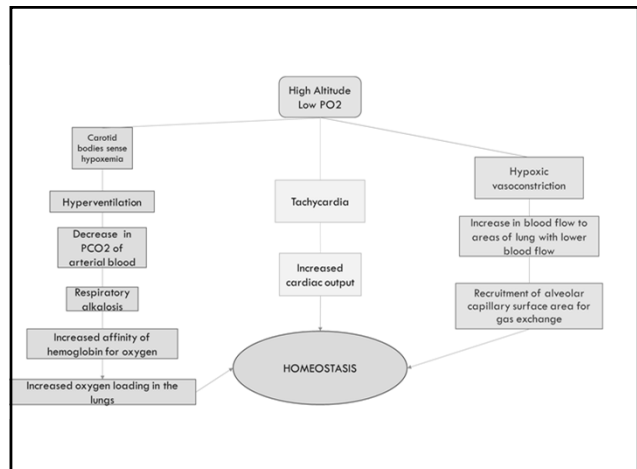 High Altitude
Low PO2
Carotid
bodies sense
hypoxemia
Hyperventilation
Decrease in
PCO2 of
arterial blood
Respiratory
alkalosis
Increased affinity of
hemoglobin for oxygen
Increased oxygen loading in the
lungs
Tachycardia
Increased
cardiac output
HOMEOSTASIS
Hypoxic
vasoconstriction
Increase in blood flow to
areas of lung with lower
blood flow
Recruitment of alveolar
capillary surface area for
gas exchange